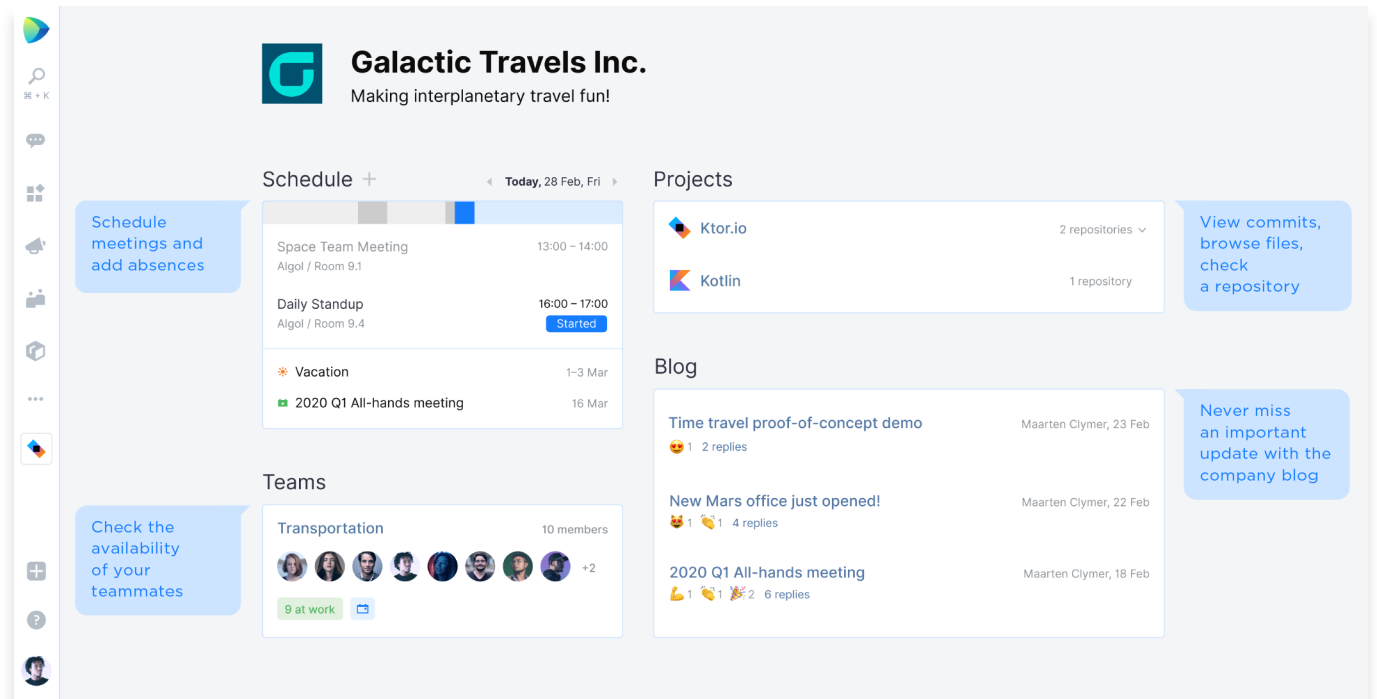 Galactic Travels Inc.
Making interplanetary travel fun!
⌘ + K
Schedule +
Today, 28 Feb, Fri
Schedule
meetings and
add absences
Space Team Meeting 13:00 – 14:00
Algol / Room 9.1
Daily Standup 16:00 – 17:00
Algol / Room 9.4 Started
Vacation 1–3 Mar
2020 Q1 All-hands meeting 16 Mar
Teams
Check the
availability
of your
teammates
Transportation 10 members
+2
9 at work
Projects
Ktor.io 2 repositories
Kotlin 1 repository
View commits,
browse files,
check
a repository
Blog
Time travel proof-of-concept demo Maarten Clymer, 23 Feb
😍 1 2 replies
New Mars office just opened! Maarten Clymer, 22 Feb
😻 1 👏 1 4 replies
2020 Q1 All-hands meeting Maarten Clymer, 18 Feb
💪 1 👏 1 🎉 2 6 replies
Never miss
an important
update with the
company blog
?